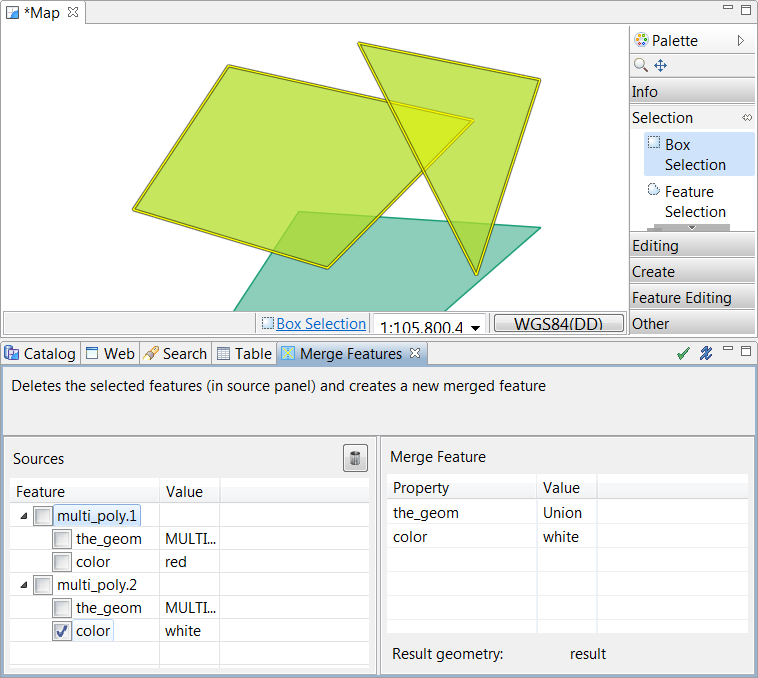 *Map
Palette
Info
Selection
Box
Selection
Feature
Selection
Editing
Create
Feature Editing
Other
Box Selection
1:105,800,4
WGS84(DD)
Catalog
Web
Search
Table
Merge Features
Deletes the selected features (in source panel) and creates a new merged feature
Sources
Feature Value
multi_poly.1
the_geom MULTI...
color red
multi_poly.2
the_geom MULTI...
color white
Merge Feature
Property Value
the_geom Union
color white
Result geometry: result